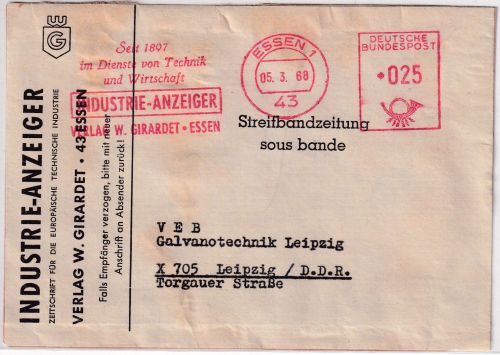 G
INDUSTRIE-ANZEIGER
ZEITSCHRIFT FÜR DIE EUROPÄISCHE TECHNISCHE INDUSTRIE
VERLAG W. GIRARDET · 43 ESSEN
Falls Empfänger verzogen, bitte mit neuer
Anschrift an Absender zurück!
Seit 1897
im Dienste von Technik
und Wirtschaft
INDUSTRIE-ANZEIGER
VERLAG W. GIRARDET · ESSEN
ESSEN 1
05.3.68
43
DEUTSCHE
BUNDESPOST
025
Streifbandzeitung
sous bande
V E B
Galvanotechnik Leipzig
X 705 Leipzig / D.D.R.
Torgauer Straße